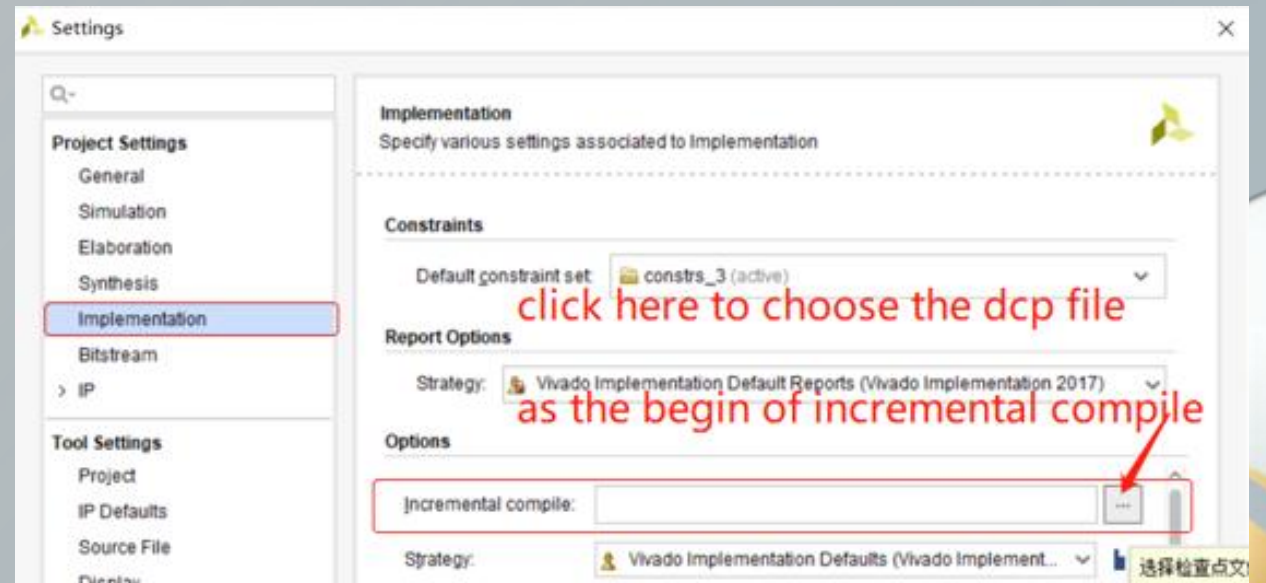 Settings
Project Settings
General
Simulation
Elaboration
Synthesis
Implementation
Bitstream
> IP
Tool Settings
Project
IP Defaults
Source File
Display
Implementation
Specify various settings associated to Implementation
Constraints
Default constraint set: constrs_3 (active)
click here to choose the dcp file
Report Options
Strategy: Vivado Implementation Default Reports (Vivado Implementation 2017)
as the begin of incremental compile
Options
Incremental compile:
...
Strategy: Vivado Implementation Defaults (Vivado Implement...
选择检查点文